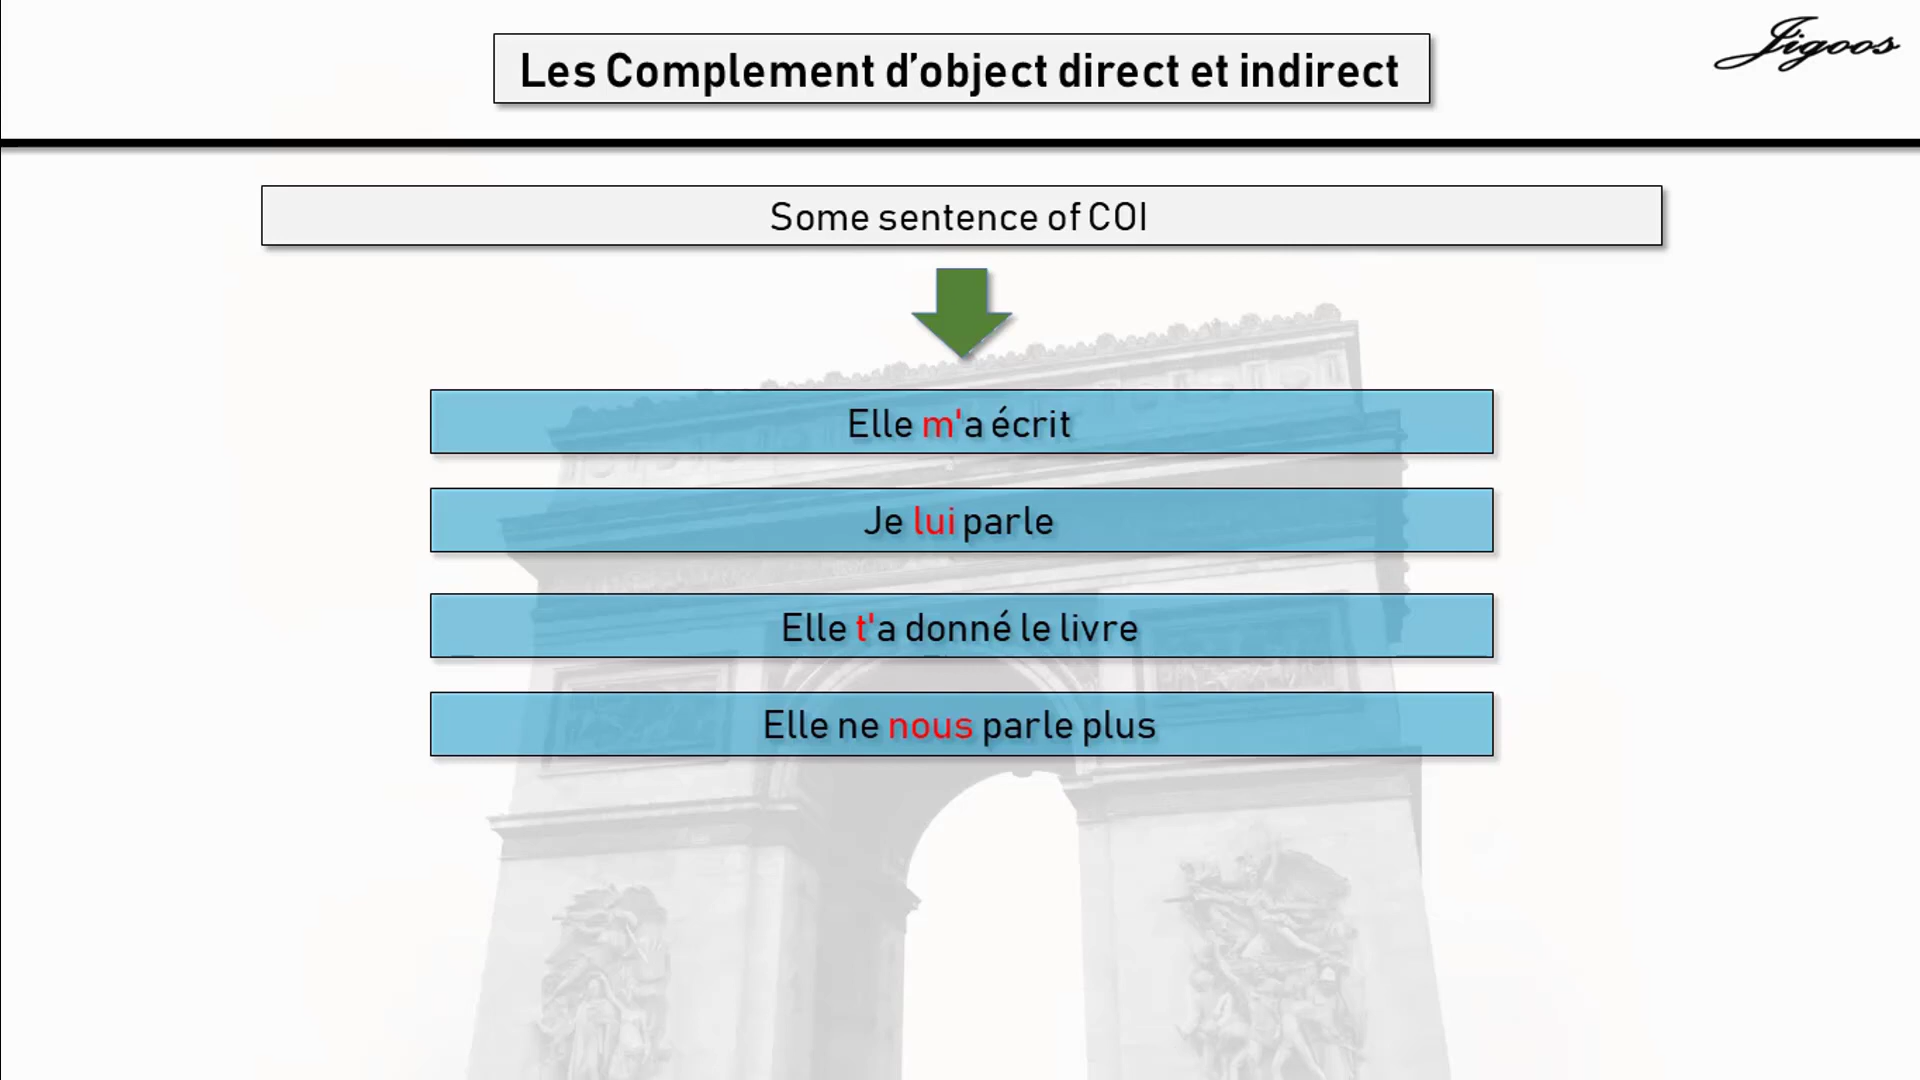 Les Complement d’object direct et indirect
Jigoos
Some sentence of COI
Elle m'a écrit
Je lui parle
Elle t'a donné le livre
Elle ne nous parle plus